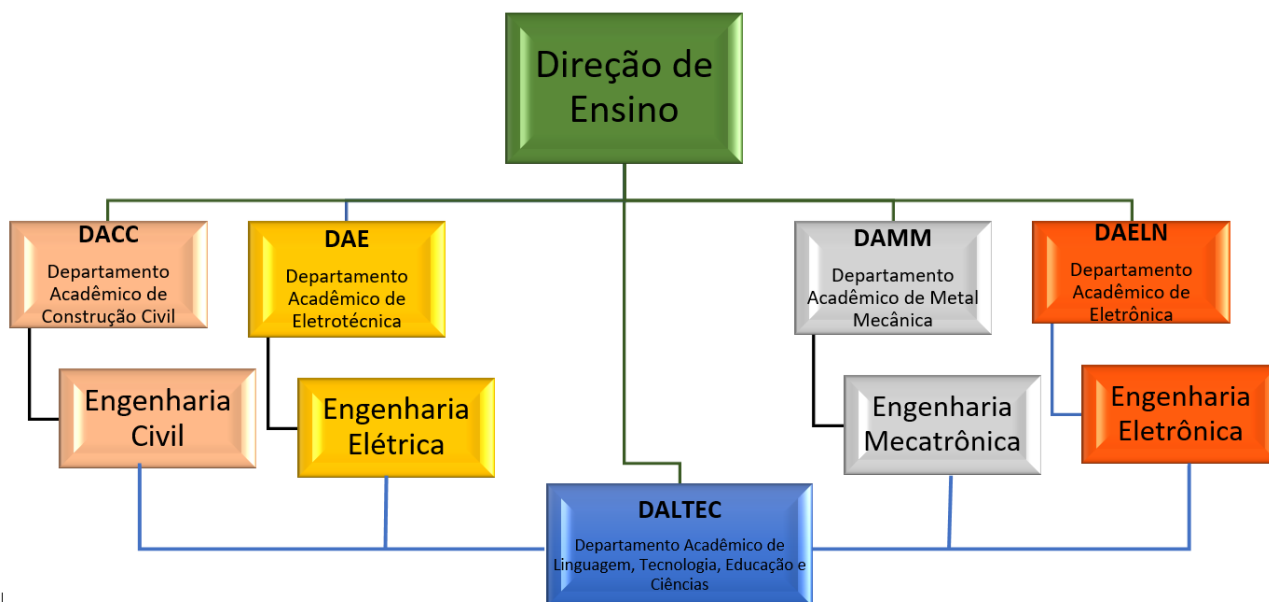 Direção de
Ensino
DACC
Departamento
Acadêmico de
Construção Civil
DAE
Departamento
Acadêmico de
Eletrotécnica
DAMM
Departamento
Acadêmico de Metal
Mecânica
DAELN
Departamento
Acadêmico de
Eletrônica
Engenharia
Civil
Engenharia
Elétrica
Engenharia
Mecatrônica
Engenharia
Eletrônica
DALTEC
Departamento Acadêmico de
Linguagem, Tecnologia, Educação e
Ciências